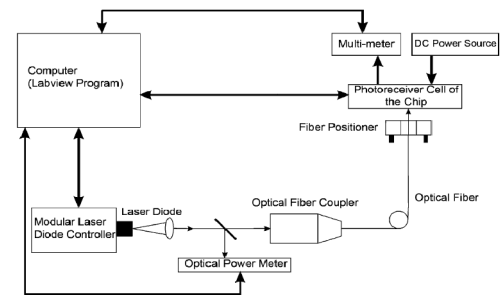 Multi-meter
DC Power Source
Computer
(Labview Program)
Photoreceiver Cell of
the Chip
Fiber Positioner
Optical Fiber
Optical Fiber Coupler
Laser Diode
Modular Laser
Diode Controller
Optical Power Meter